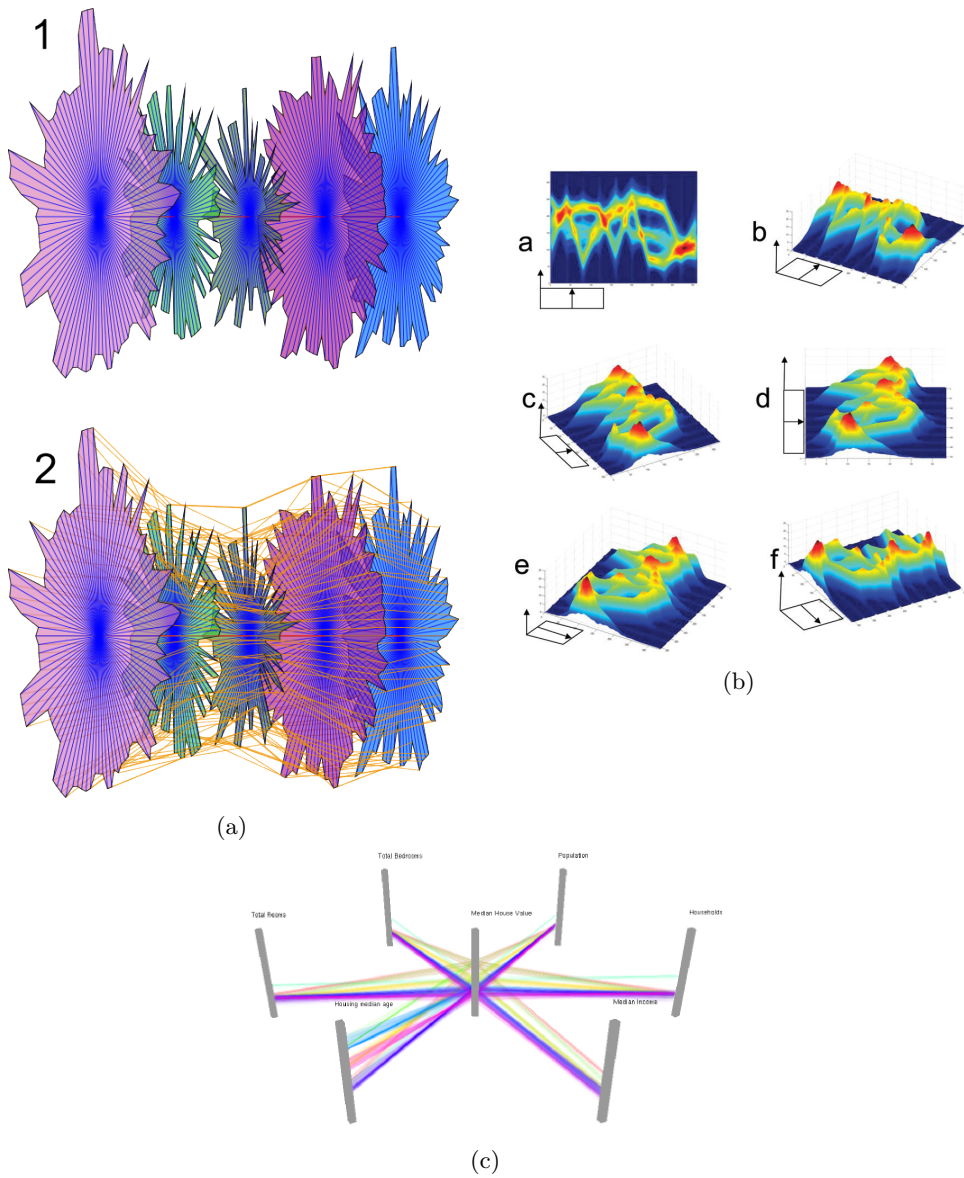 1
2
(a)
a
b
c
d
e
f
(b)
Total Bedrooms
Population
Total Rooms
Median House Value
Households
Housing median age
Median Income
(c)